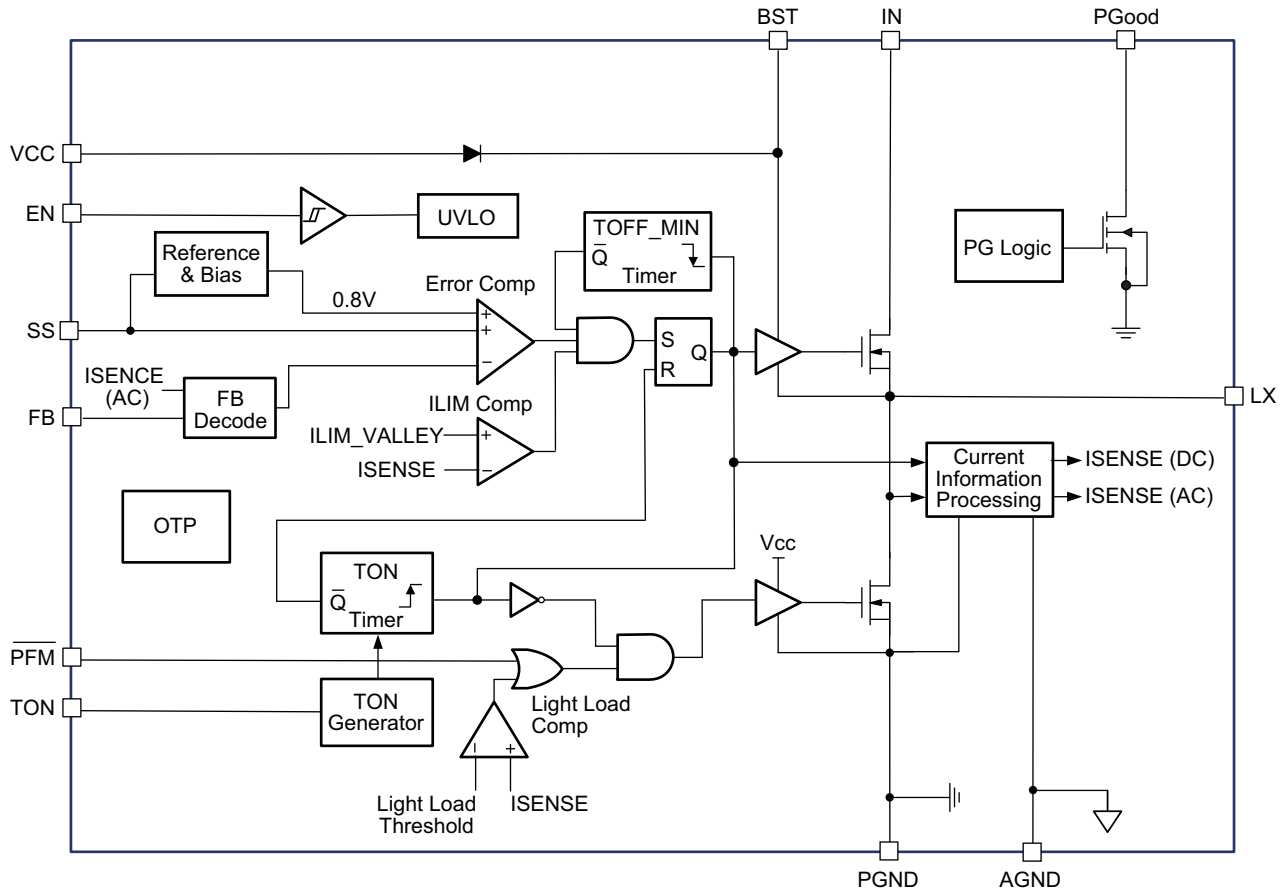 BST
IN
PGood
VCC
EN
UVLO
TOFF_MIN
Q̅
Timer
PG Logic
Reference
& Bias
Error Comp
0.8V
+
+
−
SS
S
R
Q
ISENCE
(AC)
FB
Decode
FB
ILIM Comp
ILIM_VALLEY
+
ISENSE
−
LX
Current
Information
Processing
ISENSE (DC)
ISENSE (AC)
OTP
Vcc
TON
Q̅
Timer
P̅F̅M̅
TON
TON
Generator
Light Load
Comp
−
+
Light Load
Threshold
ISENSE
PGND
AGND